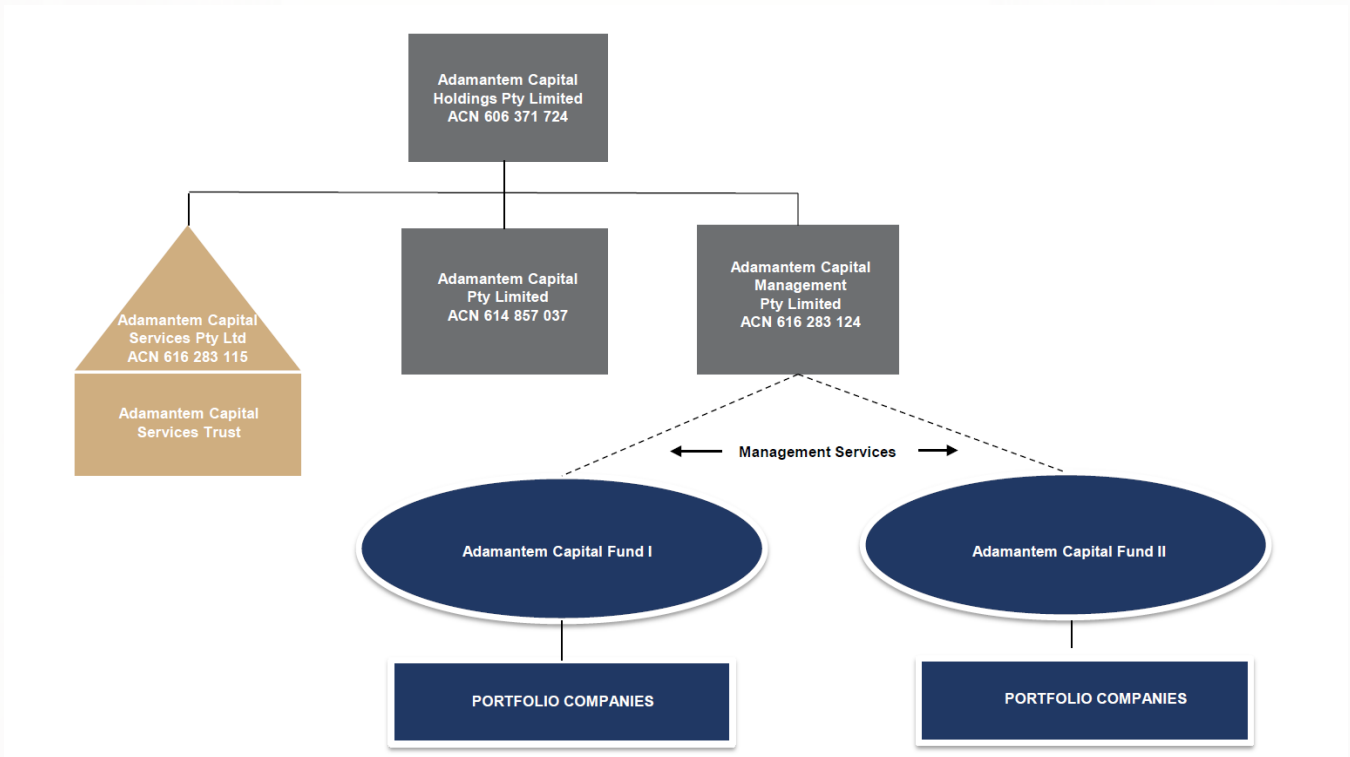 Adamantem Capital
Holdings Pty Limited
ACN 606 371 724
Adamantem Capital
Services Pty Ltd
ACN 616 283 115
Adamantem Capital
Services Trust
Adamantem Capital
Pty Limited
ACN 614 857 037
Adamantem Capital
Management
Pty Limited
ACN 616 283 124
Management Services
Adamantem Capital Fund I
Adamantem Capital Fund II
PORTFOLIO COMPANIES
PORTFOLIO COMPANIES